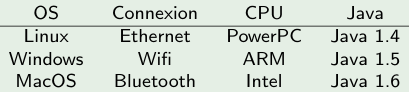 OS Connexion CPU Java
Linux Ethernet PowerPC Java 1.4
Windows Wifi ARM Java 1.5
MacOS Bluetooth Intel Java 1.6